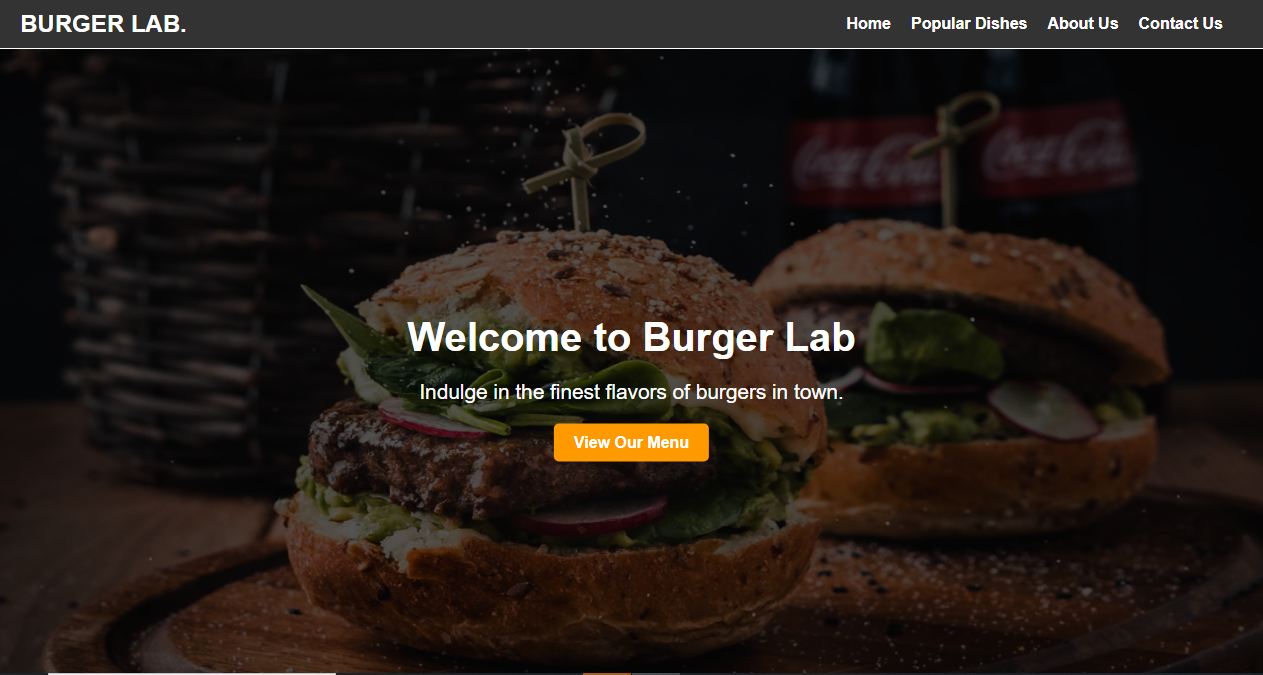 BURGER LAB.
Home Popular Dishes About Us Contact Us
Coca-Cola Coca-Cola
Welcome to Burger Lab
Indulge in the finest flavors of burgers in town.
View Our Menu